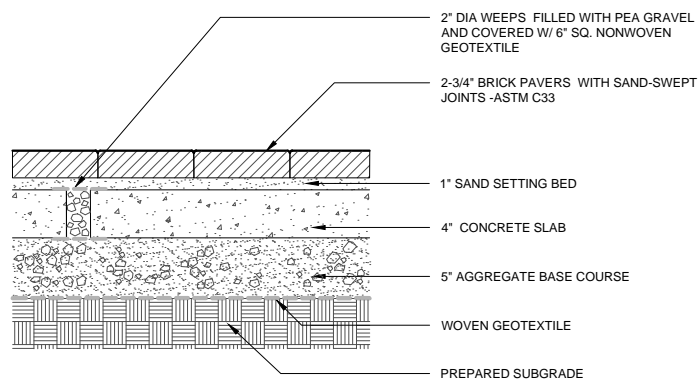 2" DIA WEEPS FILLED WITH PEA GRAVEL
AND COVERED W/ 6" SQ. NONWOVEN
GEOTEXTILE
2-3/4" BRICK PAVERS WITH SAND-SWEPT
JOINTS -ASTM C33
1" SAND SETTING BED
4" CONCRETE SLAB
5" AGGREGATE BASE COURSE
WOVEN GEOTEXTILE
PREPARED SUBGRADE